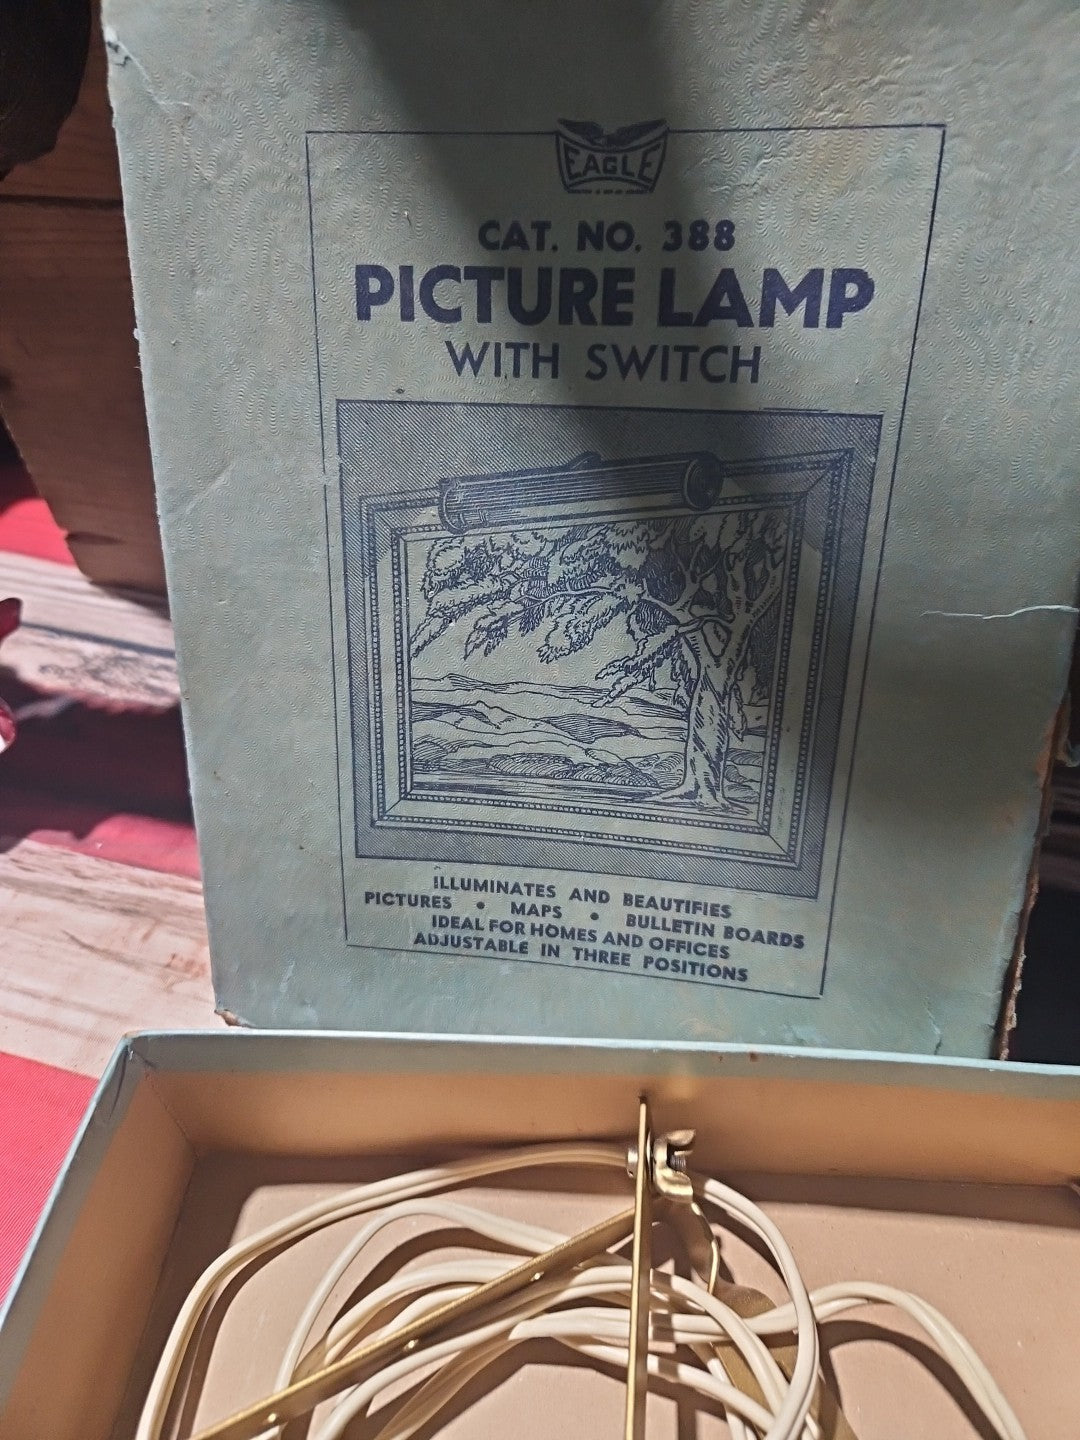 EAGLE
CAT. NO. 388
PICTURE LAMP
WITH SWITCH
ILLUMINATES AND BEAUTIFIES
PICTURES • MAPS • BULLETIN BOARDS
IDEAL FOR HOMES AND OFFICES
ADJUSTABLE IN THREE POSITIONS